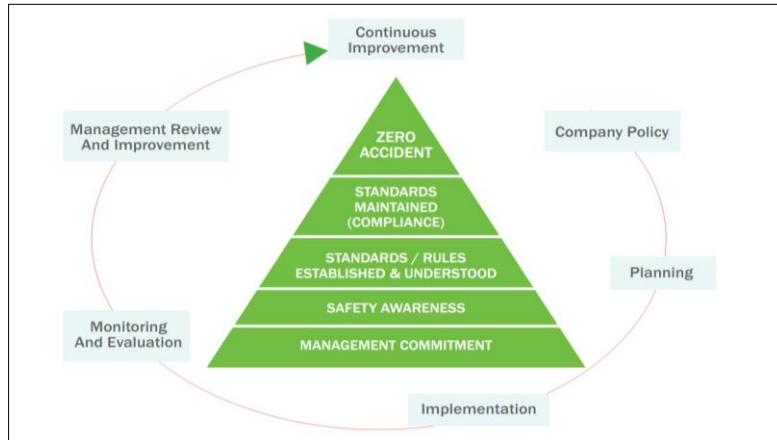 Continuous
Improvement
Management Review
And Improvement
Company Policy
ZERO
ACCIDENT
STANDARDS
MAINTAINED
(COMPLIANCE)
STANDARDS / RULES
ESTABLISHED & UNDERSTOOD
Planning
SAFETY AWARENESS
Monitoring
And Evaluation
MANAGEMENT COMMITMENT
Implementation